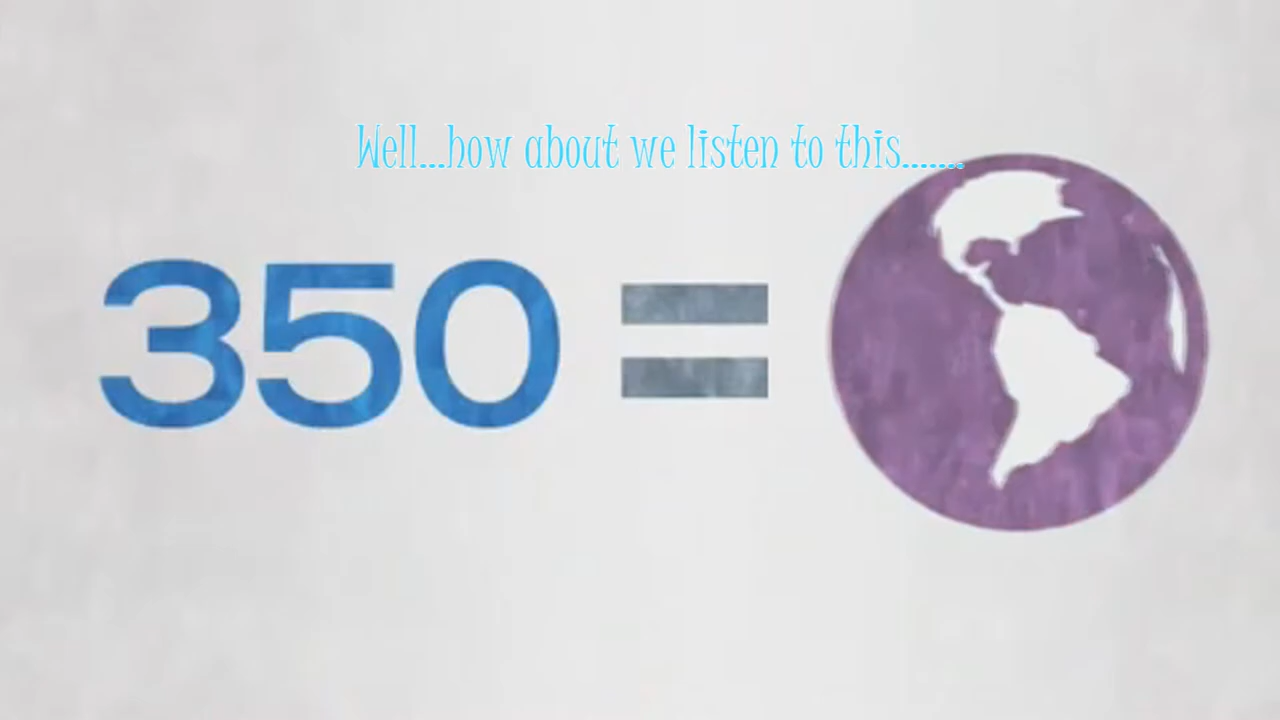 Well...how about we listen to this.......
350 =